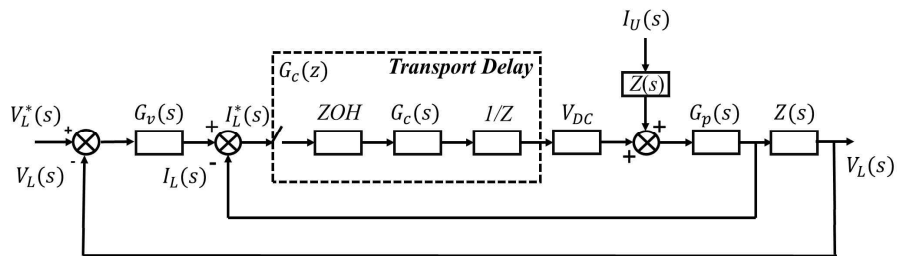 I_U(s)
G_c(z)
Transport Delay
Z(s)
V_L^*(s)
G_v(s)
I_L^*(s)
ZOH
G_c(s)
1/Z
V_DC
G_p(s)
Z(s)
+
+
+
-
-
+
V_L(s)
I_L(s)
V_L(s)